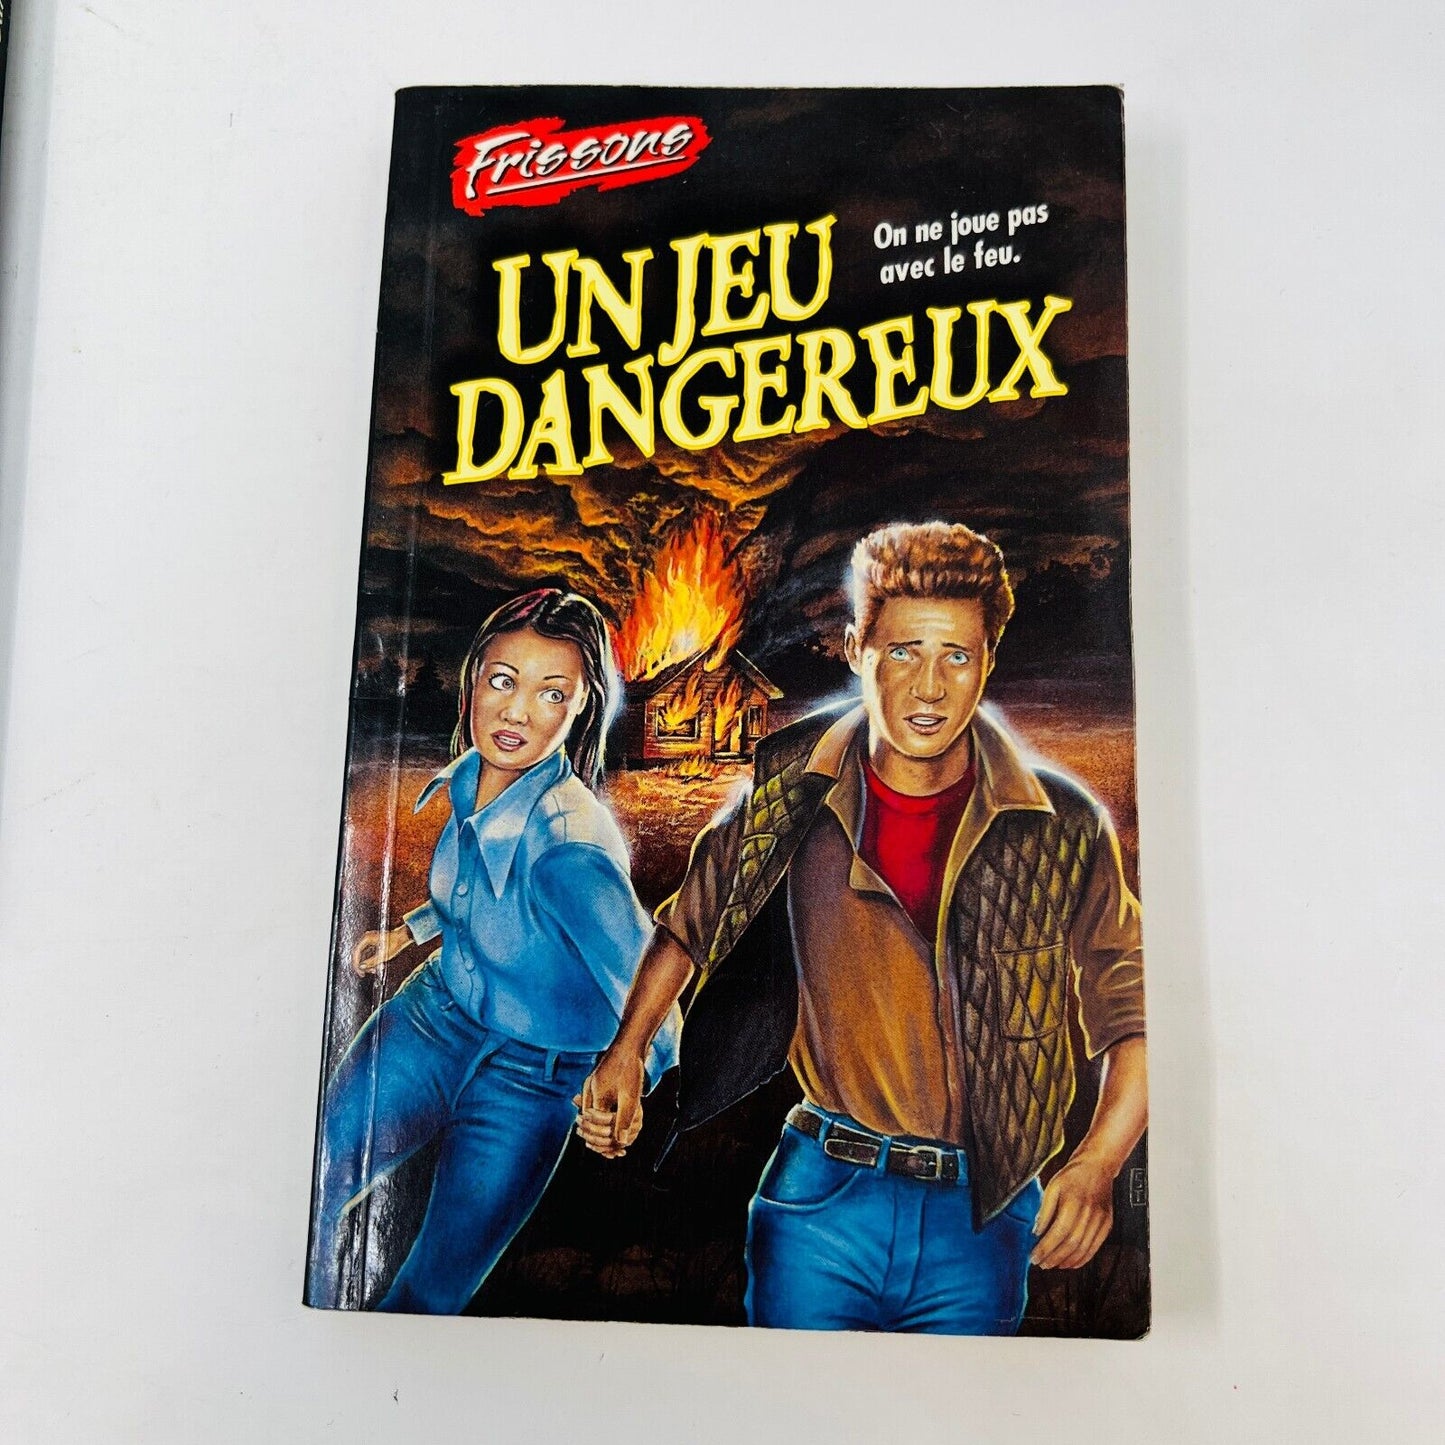 Frissons
UN JEU
DANGEREUX
On ne joue pas
avec le feu.